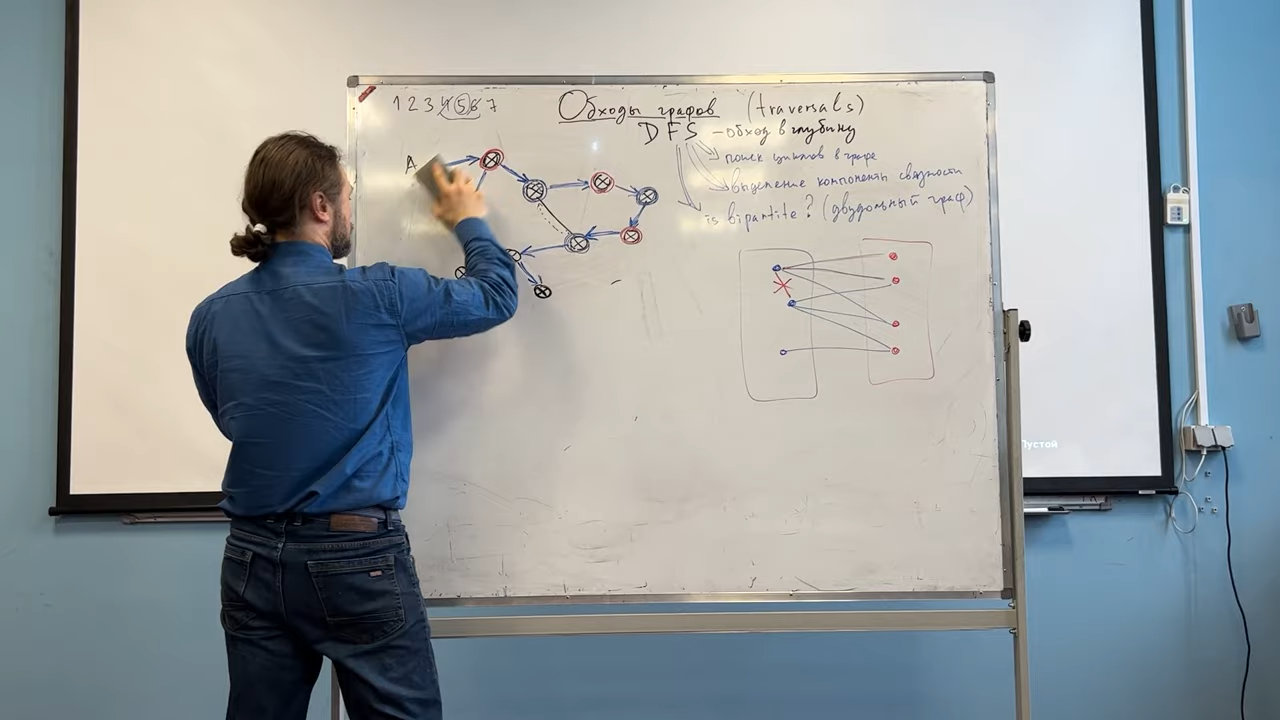 1 2 3 4 5 6 7
Обходы графов (traversals)
DFS - обход в глубину
поиск циклов в графе
выделение компоненты связности
is bipartite? (двудольный граф)
A
Пустой